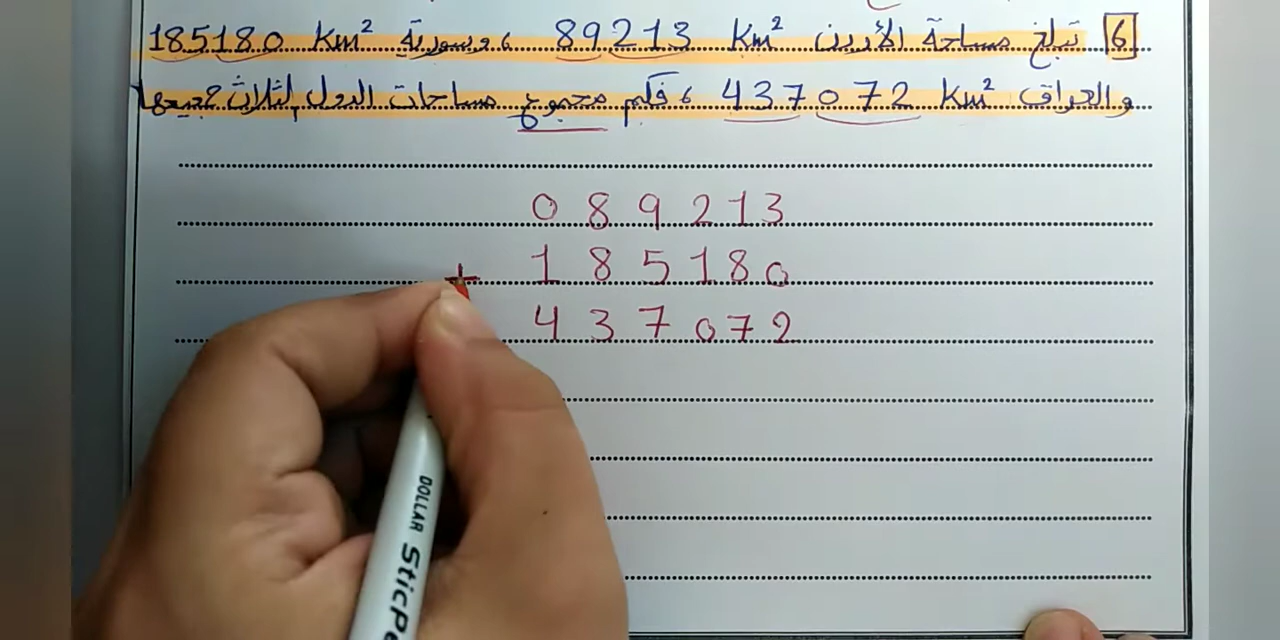 6 تبلغ مساحة الأردن 89213 Km² ، وسورية 185180 Km²
والعراق 437072 Km² ، فكم مجموع مساحات الدول الثلاث جميعها
0 8 9 2 1 3
+ 1 8 5 1 8 0
4 3 7 0 7 2
DOLLAR